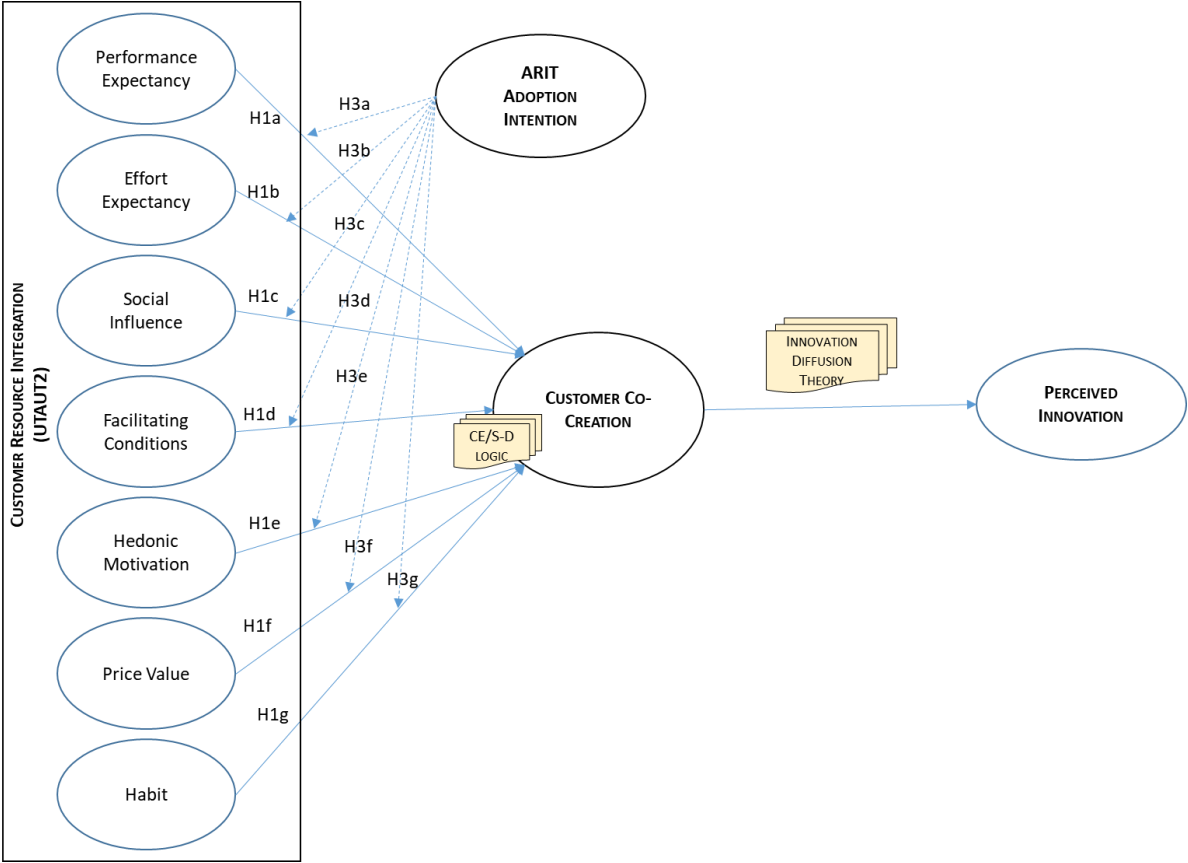 CUSTOMER RESOURCE INTEGRATION
(UTAUT2)
Performance
Expectancy
Effort
Expectancy
Social
Influence
Facilitating
Conditions
Hedonic
Motivation
Price Value
Habit
H1a
H1b
H1c
H1d
H1e
H1f
H1g
H3a
H3b
H3c
H3d
H3e
H3f
H3g
ARIT
ADOPTION
INTENTION
CUSTOMER CO-
CREATION
CE/S-D
LOGIC
INNOVATION
DIFFUSION
THEORY
PERCEIVED
INNOVATION